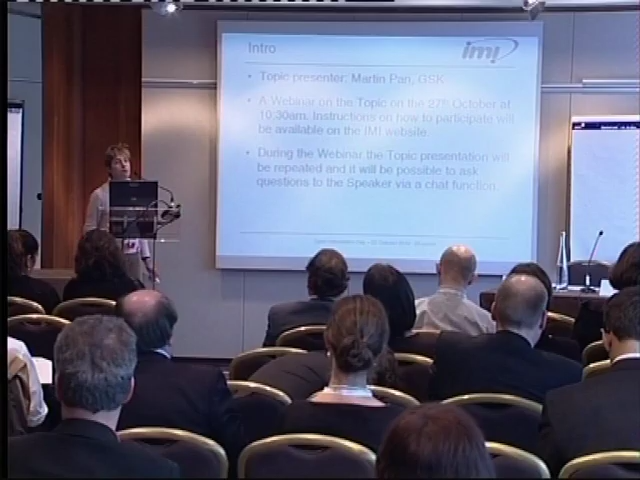 Intro
imi
• Topic presenter: Martin Pan, GSK
• A Webinar on the Topic on the 27th October at
10:30am. Instructions on how to participate will
be available on the IMI website.
• During the Webinar the Topic presentation will
be repeated and it will be possible to ask
questions to the Speaker via a chat function.